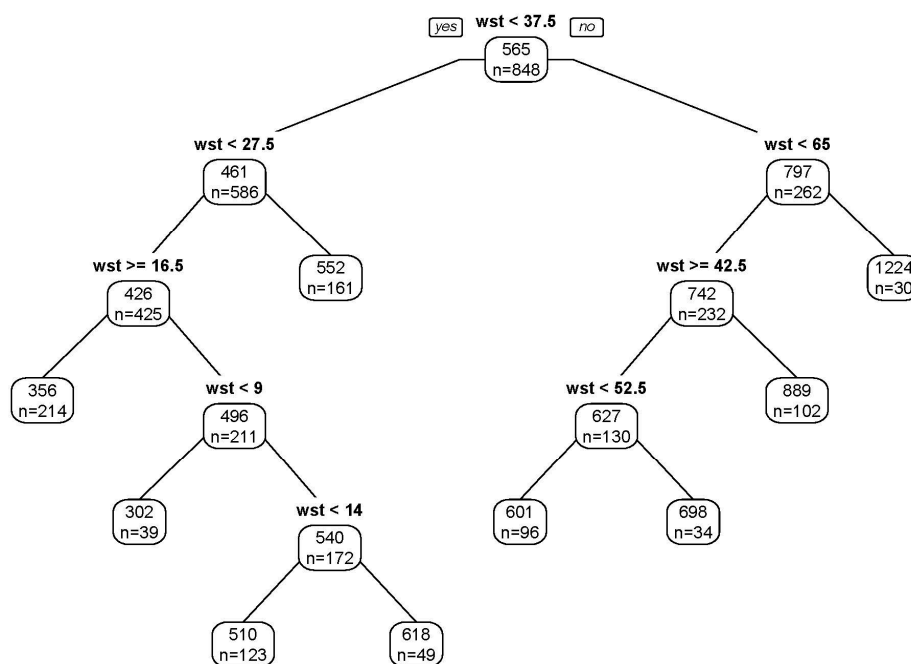 yes wst < 37.5 no
565
n=848
wst < 27.5 wst < 65
461 797
n=586 n=262
wst >= 16.5 552 wst >= 42.5 1224
n=161 n=30
426 742
n=425 n=232
356 wst < 9 wst < 52.5 889
n=214 n=102
496 627
n=211 n=130
302 wst < 14 601 698
n=39 n=96 n=34
540
n=172
510 618
n=123 n=49